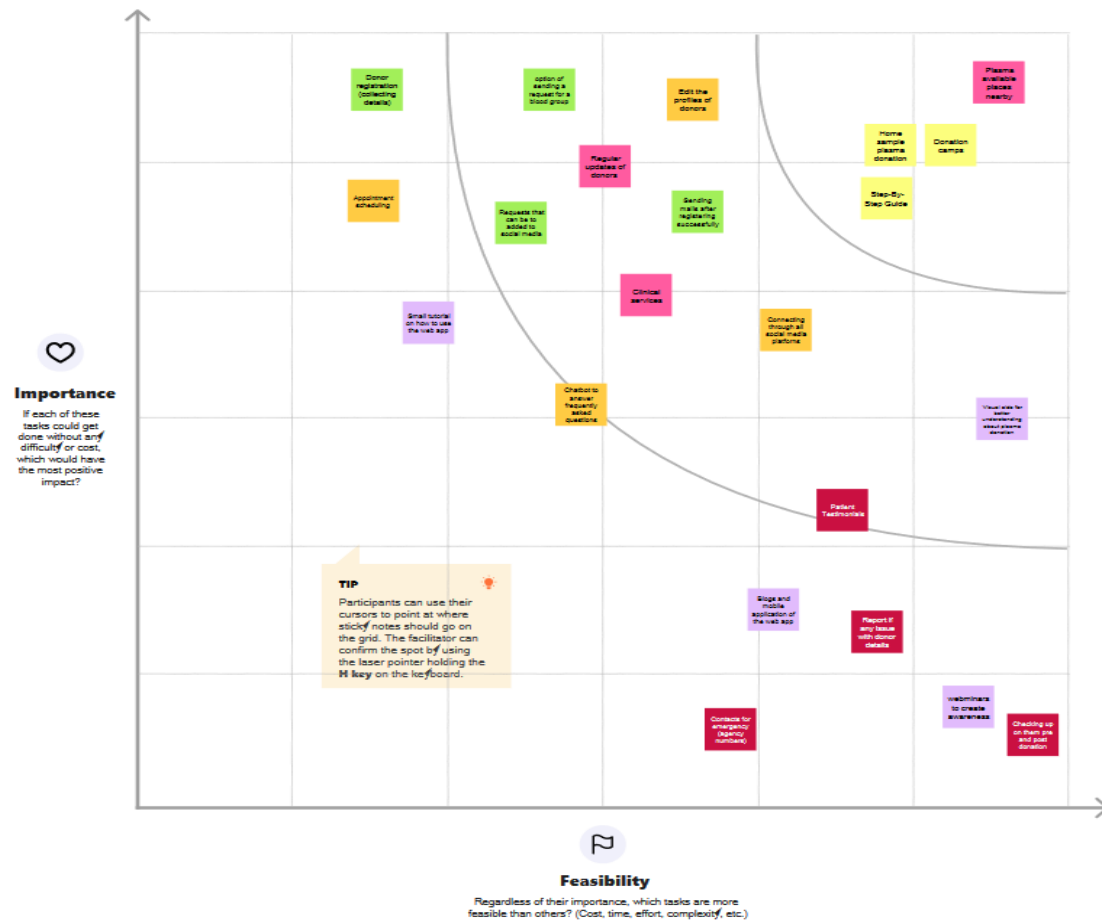 Donor
registration
(collecting
details)
option of
sending a
request for a
blood group
Edit the
profiles of
donors
Plasma
available
places
nearby
Home
sample
plasma
donation
Donation
camps
Regular
updates of
donors
Appointment
scheduling
Requests that
can be to
added to
social media
Sending
mails after
registering
successfully
Step-By-
Step Guide
Clinical
services
Small tutorial
on how to use
the web app
Connecting
through all
social media
platforms
Importance
If each of these
tasks could get
done without any
difficulty or cost,
which would have
the most positive
impact?
Chatbot to
answer
frequently
asked
questions
Visual aids for
better
understanding
about plasma
donation
Patient
Testimonials
TIP
Participants can use their
cursors to point at where
sticky notes should go on
the grid. The facilitator can
confirm the spot by using
the laser pointer holding the
H key on the keyboard.
Blogs and
mobile
application of
the web app
Report if
any issue
with donor
details
Contacts for
emergency
(agency
numbers)
webminars
to create
awareness
Checking up
on them pre
and post
donation
Feasibility
Regardless of their importance, which tasks are more
feasible than others? (Cost, time, effort, complexity, etc.)